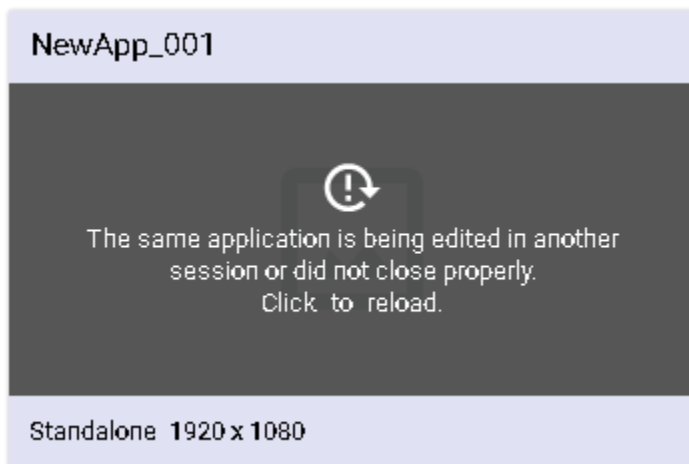 NewApp_001
The same application is being edited in another
session or did not close properly.
Click to reload.
Standalone 1920 x 1080